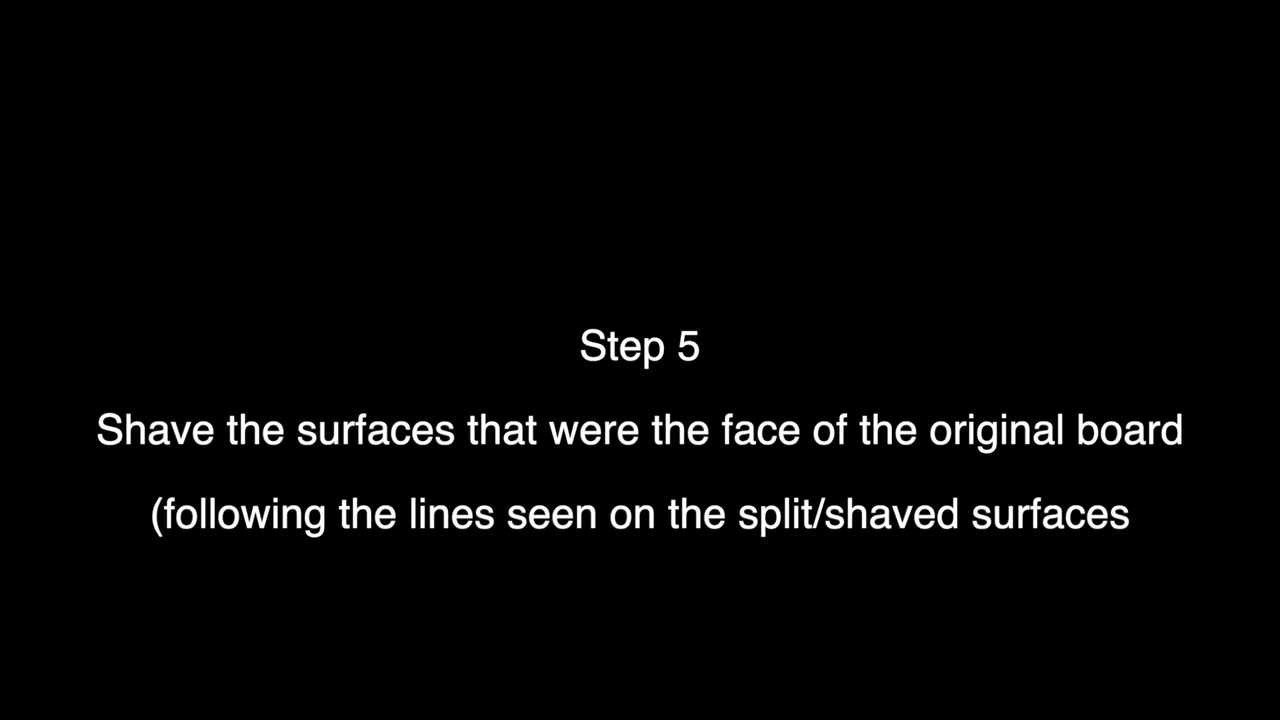 Step 5
Shave the surfaces that were the face of the original board
(following the lines seen on the split/shaved surfaces